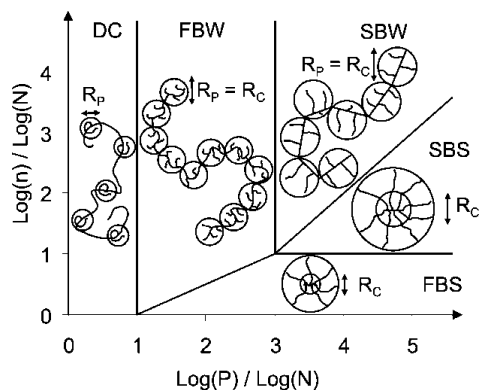 DC FBW SBW
R_P
R_P = R_C
R_P = R_C
SBS
R_C
R_C
FBS
Log(n) / Log(N)
4
3
2
1
0
0 1 2 3 4 5
Log(P) / Log(N)